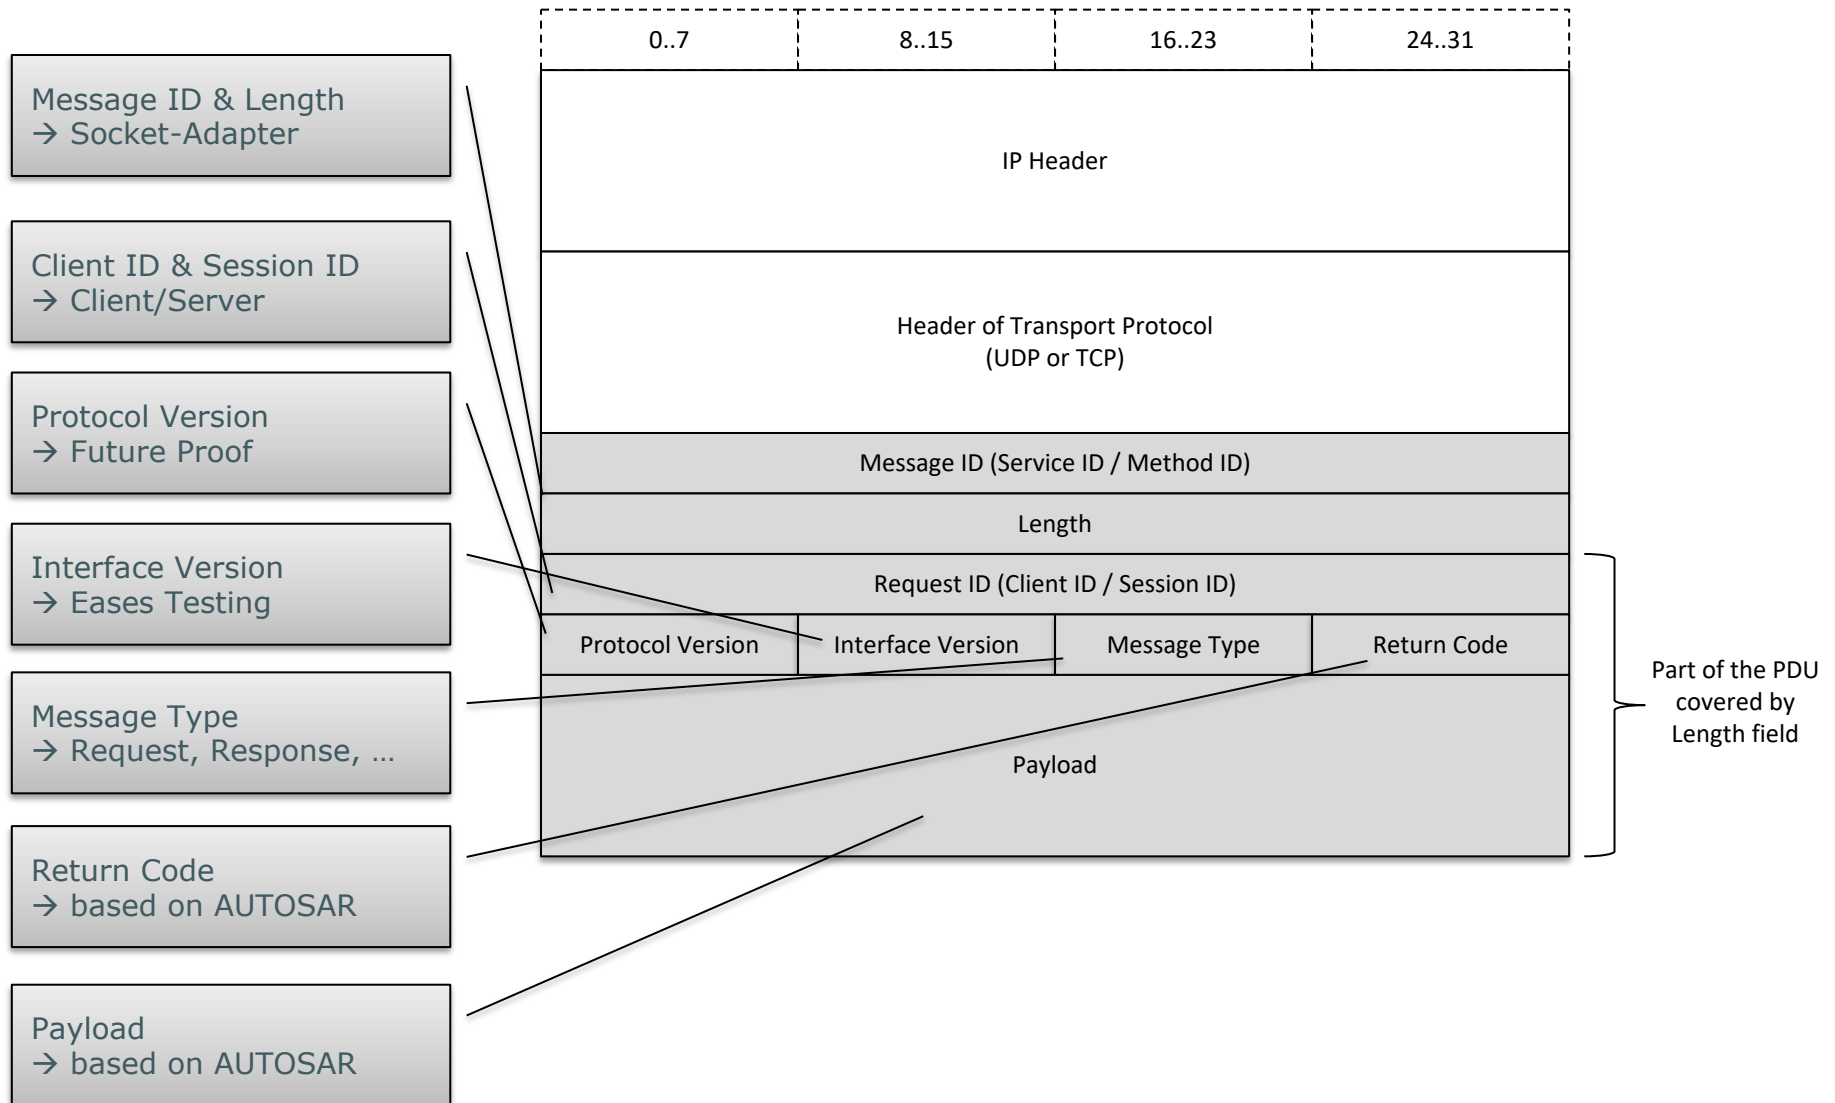 0..7
8..15
16..23
24..31
Message ID & Length
→ Socket-Adapter
Client ID & Session ID
→ Client/Server
Protocol Version
→ Future Proof
Interface Version
→ Eases Testing
Message Type
→ Request, Response, …
Return Code
→ based on AUTOSAR
Payload
→ based on AUTOSAR
IP Header
Header of Transport Protocol
(UDP or TCP)
Message ID (Service ID / Method ID)
Length
Request ID (Client ID / Session ID)
Protocol Version
Interface Version
Message Type
Return Code
Payload
Part of the PDU
covered by
Length field